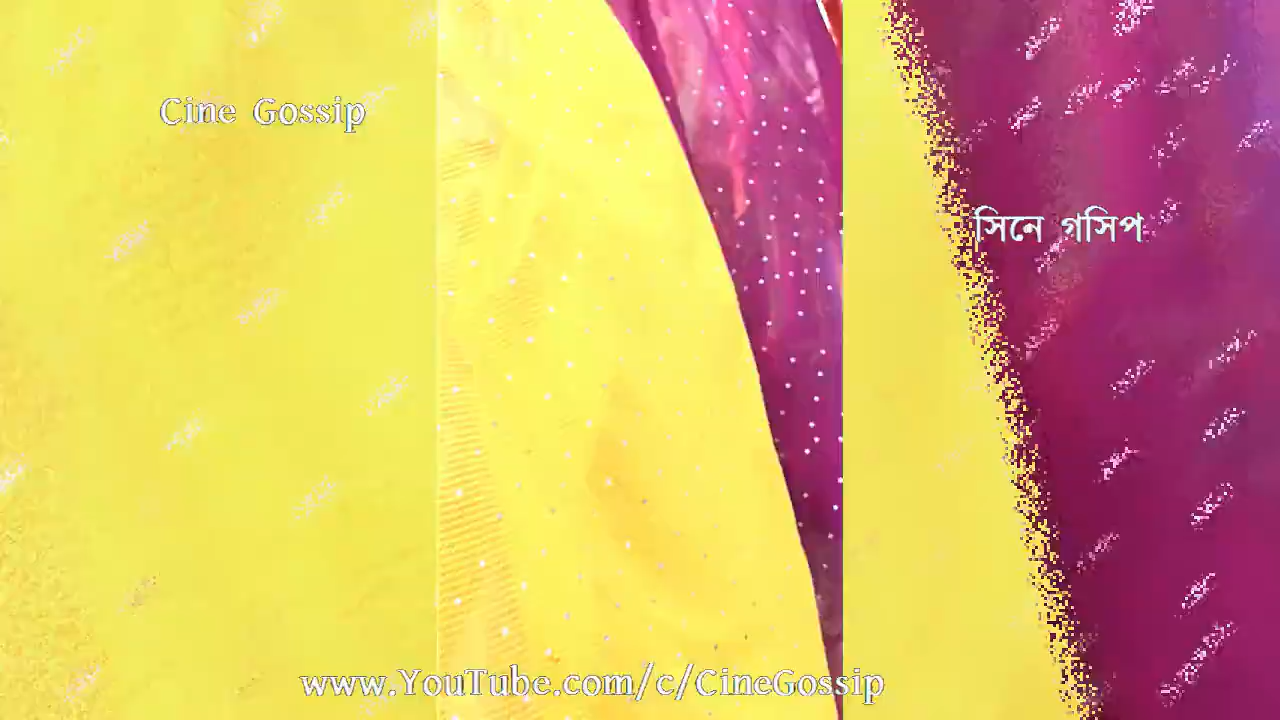 Cine Gossip
সিনে গসিপ
www.YouTube.com/c/CineGossip